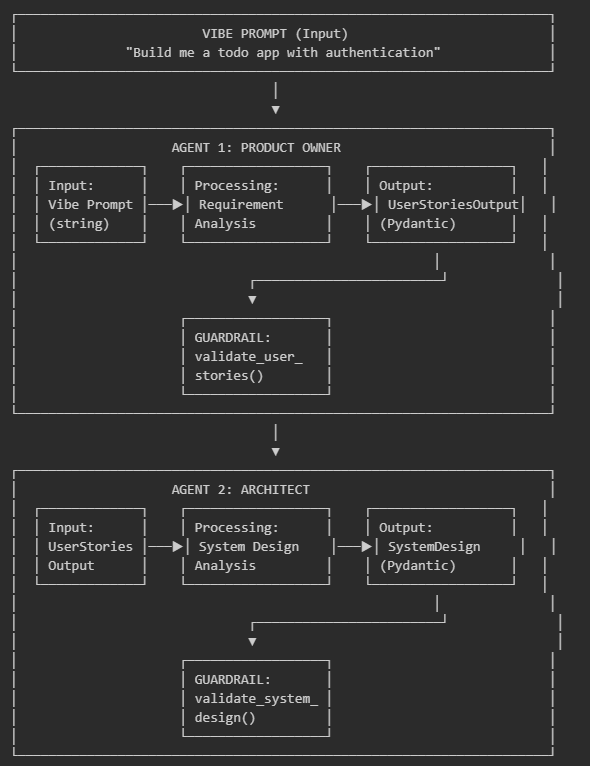 VIBE PROMPT (Input)
"Build me a todo app with authentication"
AGENT 1: PRODUCT OWNER
Input:
Vibe Prompt
(string)
Processing:
Requirement
Analysis
Output:
UserStoriesOutput
(Pydantic)
GUARDRAIL:
validate_user_
stories()
AGENT 2: ARCHITECT
Input:
UserStories
Output
Processing:
System Design
Analysis
Output:
SystemDesign
(Pydantic)
GUARDRAIL:
validate_system_
design()